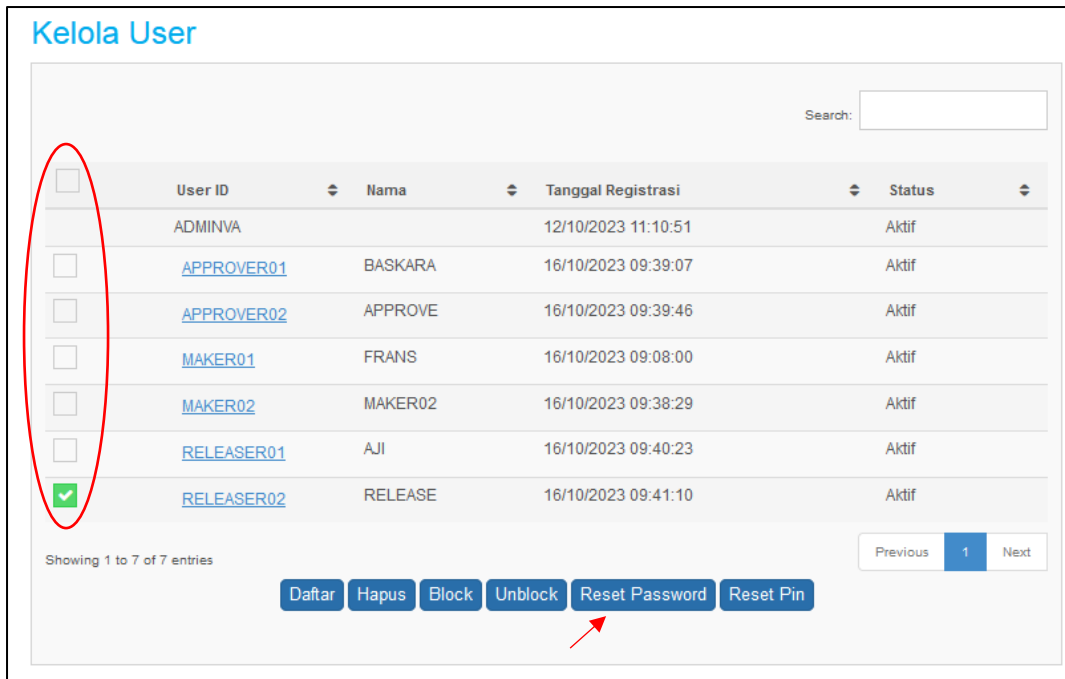 Kelola User
Search:
User ID Nama Tanggal Registrasi Status
ADMINVA 12/10/2023 11:10:51 Aktif
APPROVER01 BASKARA 16/10/2023 09:39:07 Aktif
APPROVER02 APPROVE 16/10/2023 09:39:46 Aktif
MAKER01 FRANS 16/10/2023 09:08:00 Aktif
MAKER02 MAKER02 16/10/2023 09:38:29 Aktif
RELEASER01 AJI 16/10/2023 09:40:23 Aktif
RELEASER02 RELEASE 16/10/2023 09:41:10 Aktif
Showing 1 to 7 of 7 entries Previous 1 Next
Daftar Hapus Block Unblock Reset Password Reset Pin